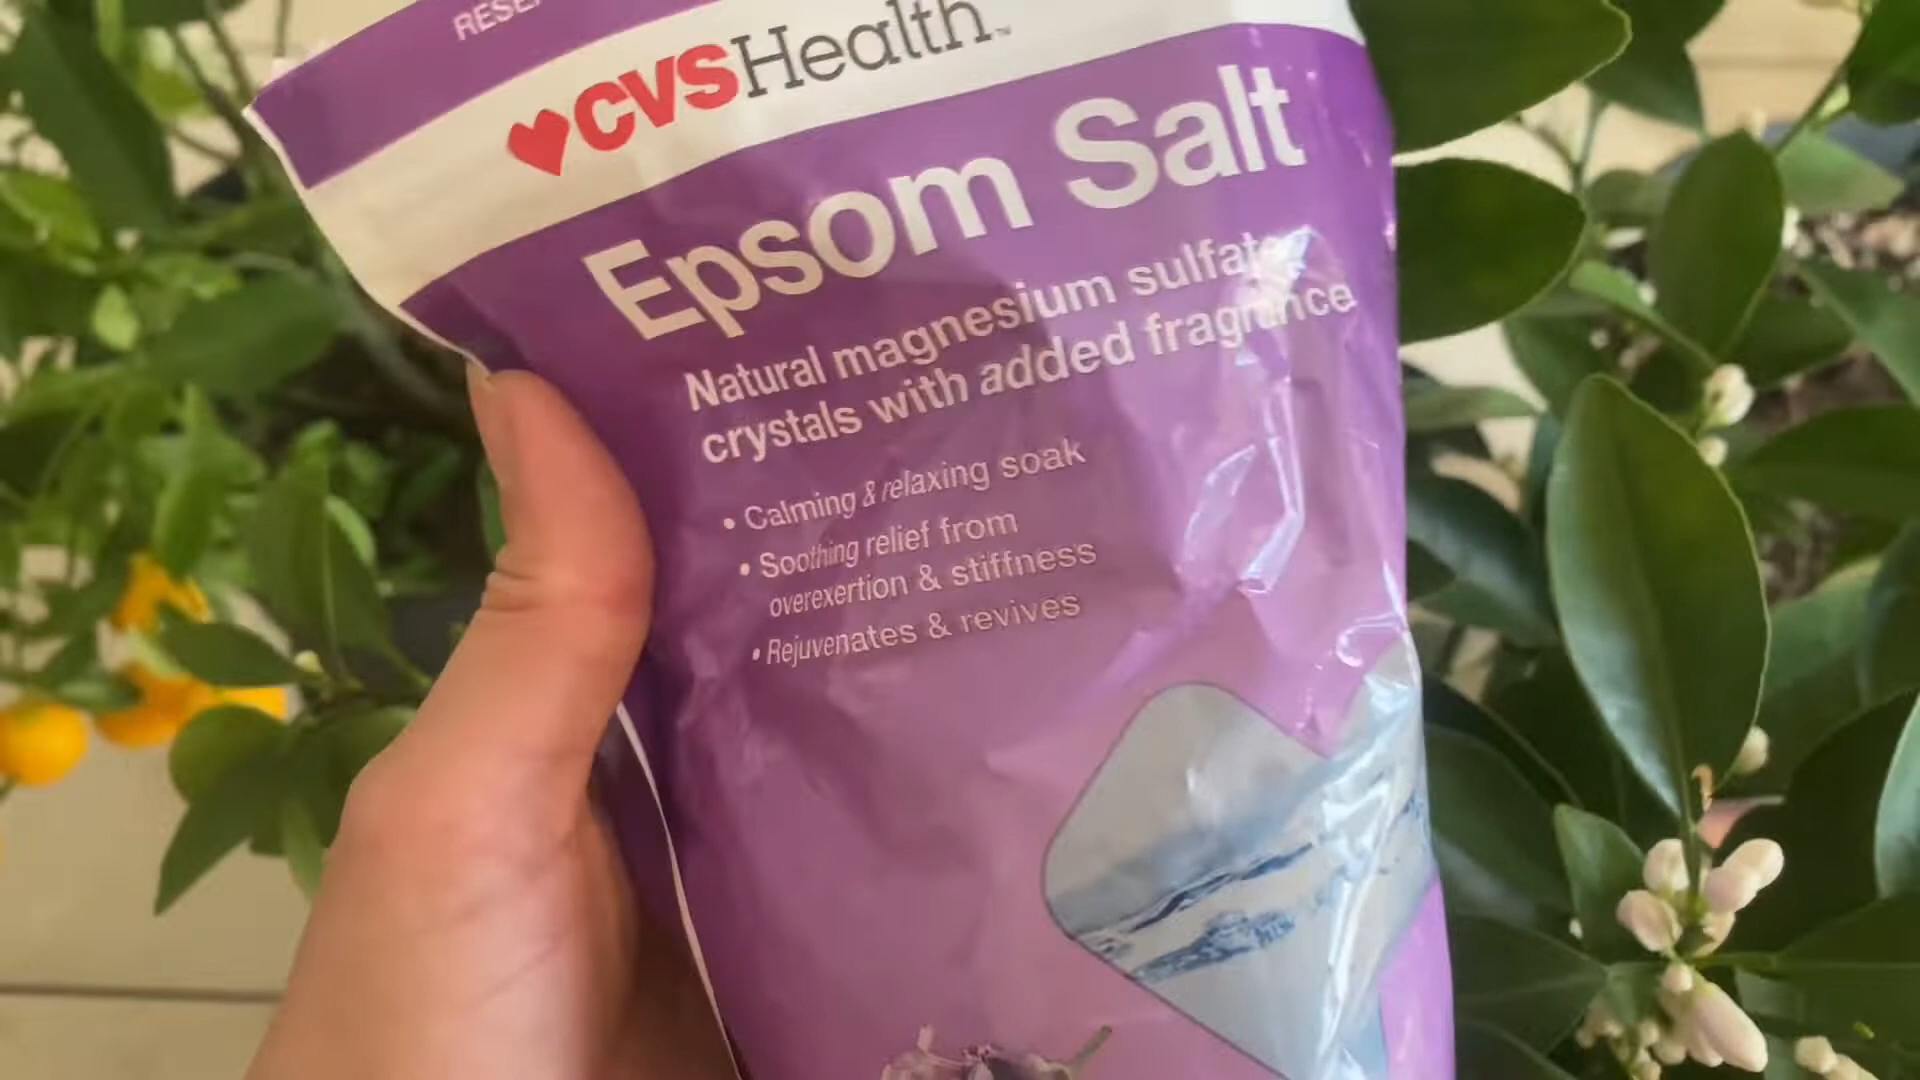 CVSHealth™
Epsom Salt
Natural magnesium sulfate
crystals with added fragrance
• Calming & relaxing soak
• Soothing relief from
overexertion & stiffness
• Rejuvenates & revives